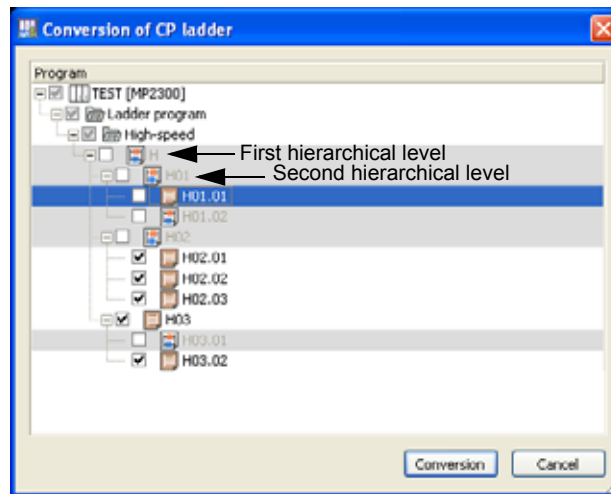 Conversion of CP ladder
Program
TEST [MP2300]
Ladder program
High-speed
H First hierarchical level
H01 Second hierarchical level
H01.01
H01.02
H02
H02.01
H02.02
H02.03
H03
H03.01
H03.02
Conversion Cancel